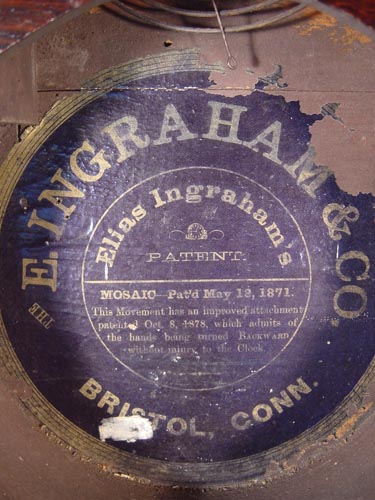 THE E. INGRAHAM & CO.
Elias Ingraham's
PATENT.
MOSAIC—Pat'd May 12, 1871.
This Movement has an improved attachment
patented Oct. 8, 1878, which admits of
the hands being turned BACKWARD
without injury to the Clock.
BRISTOL, CONN.